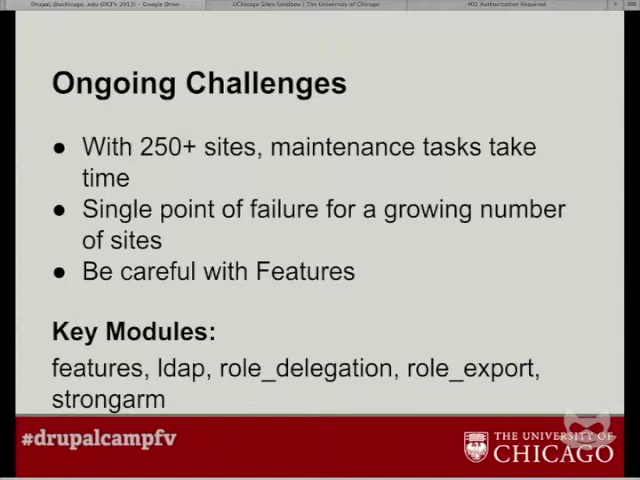 Drupal.@uchicago.edu (DCFV 2013) – Google Drive
UChicago Sites Sandbox | The University of Chicago
401 Authorization Required
Ongoing Challenges
● With 250+ sites, maintenance tasks take
time
● Single point of failure for a growing number
of sites
● Be careful with Features
Key Modules:
features, ldap, role_delegation, role_export,
strongarm
#drupalcampfv
THE UNIVERSITY OF
CHICAGO